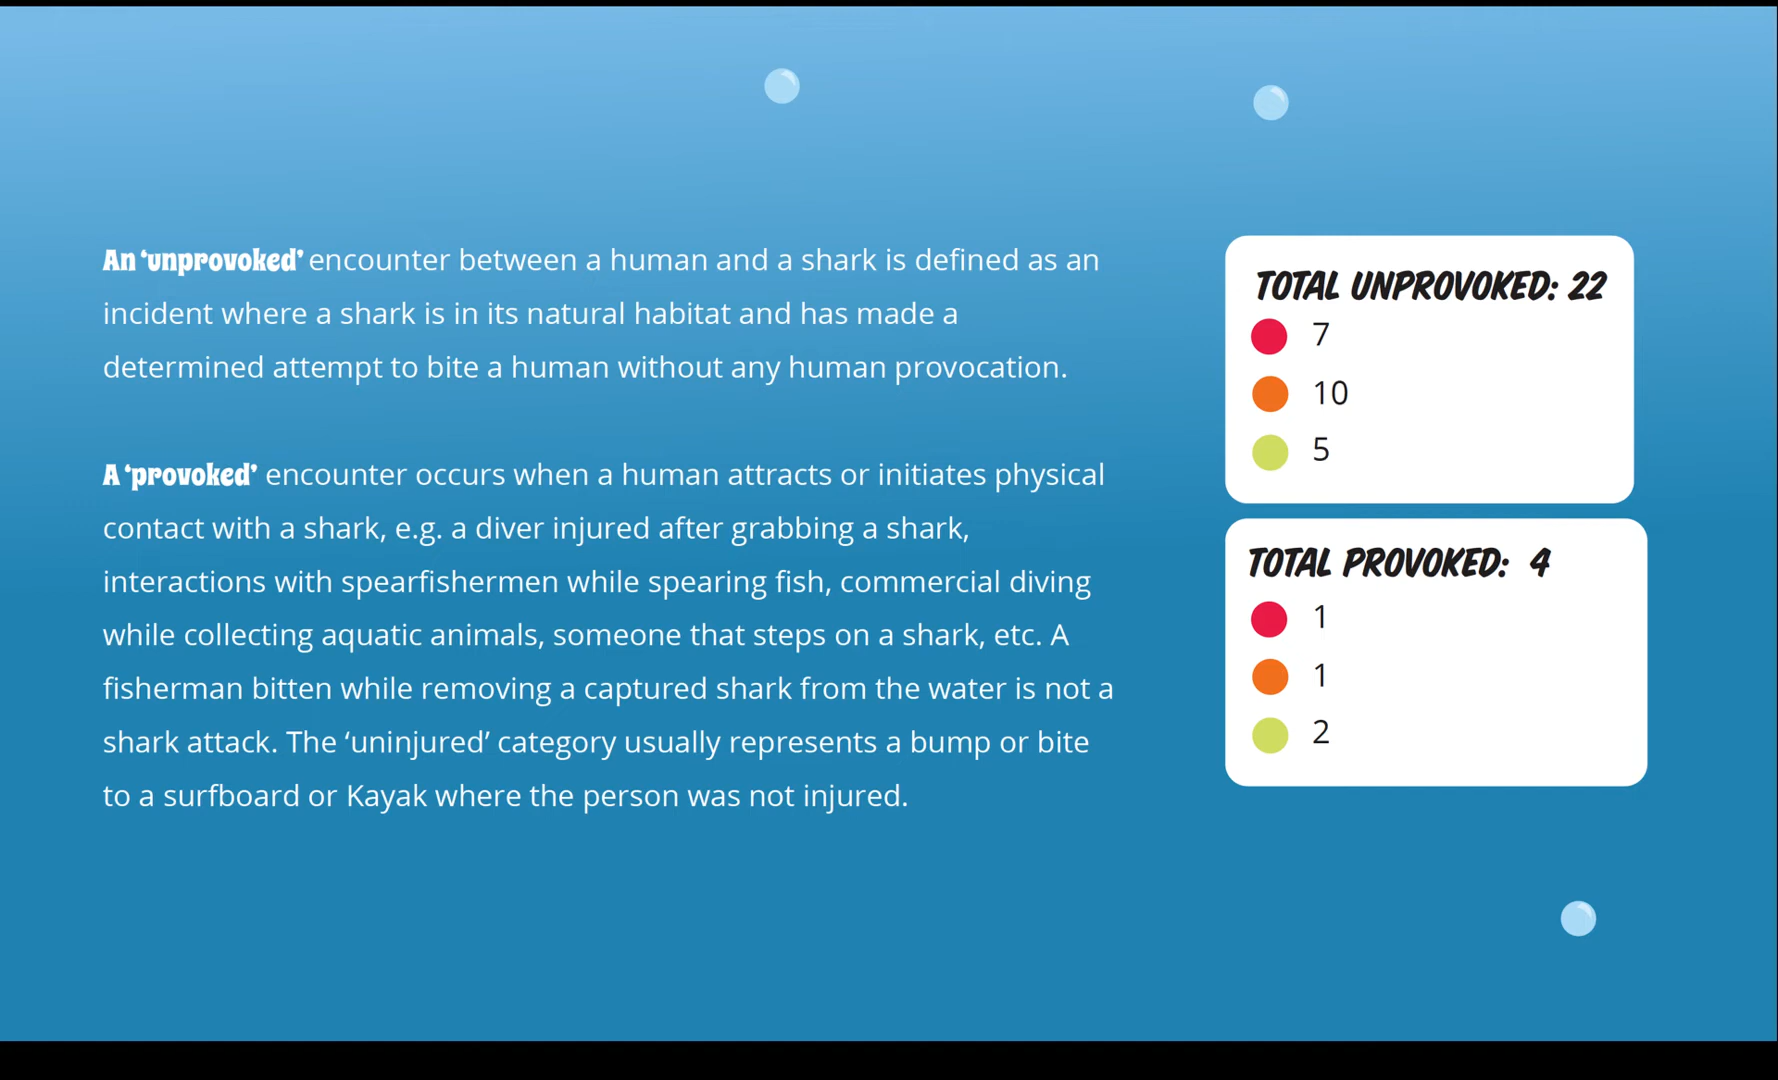 An ‘unprovoked’ encounter between a human and a shark is defined as an
incident where a shark is in its natural habitat and has made a
determined attempt to bite a human without any human provocation.
A ‘provoked’ encounter occurs when a human attracts or initiates physical
contact with a shark, e.g. a diver injured after grabbing a shark,
interactions with spearfishermen while spearing fish, commercial diving
while collecting aquatic animals, someone that steps on a shark, etc. A
fisherman bitten while removing a captured shark from the water is not a
shark attack. The ‘uninjured’ category usually represents a bump or bite
to a surfboard or Kayak where the person was not injured.
TOTAL UNPROVOKED: 22
7
10
5
TOTAL PROVOKED: 4
1
1
2